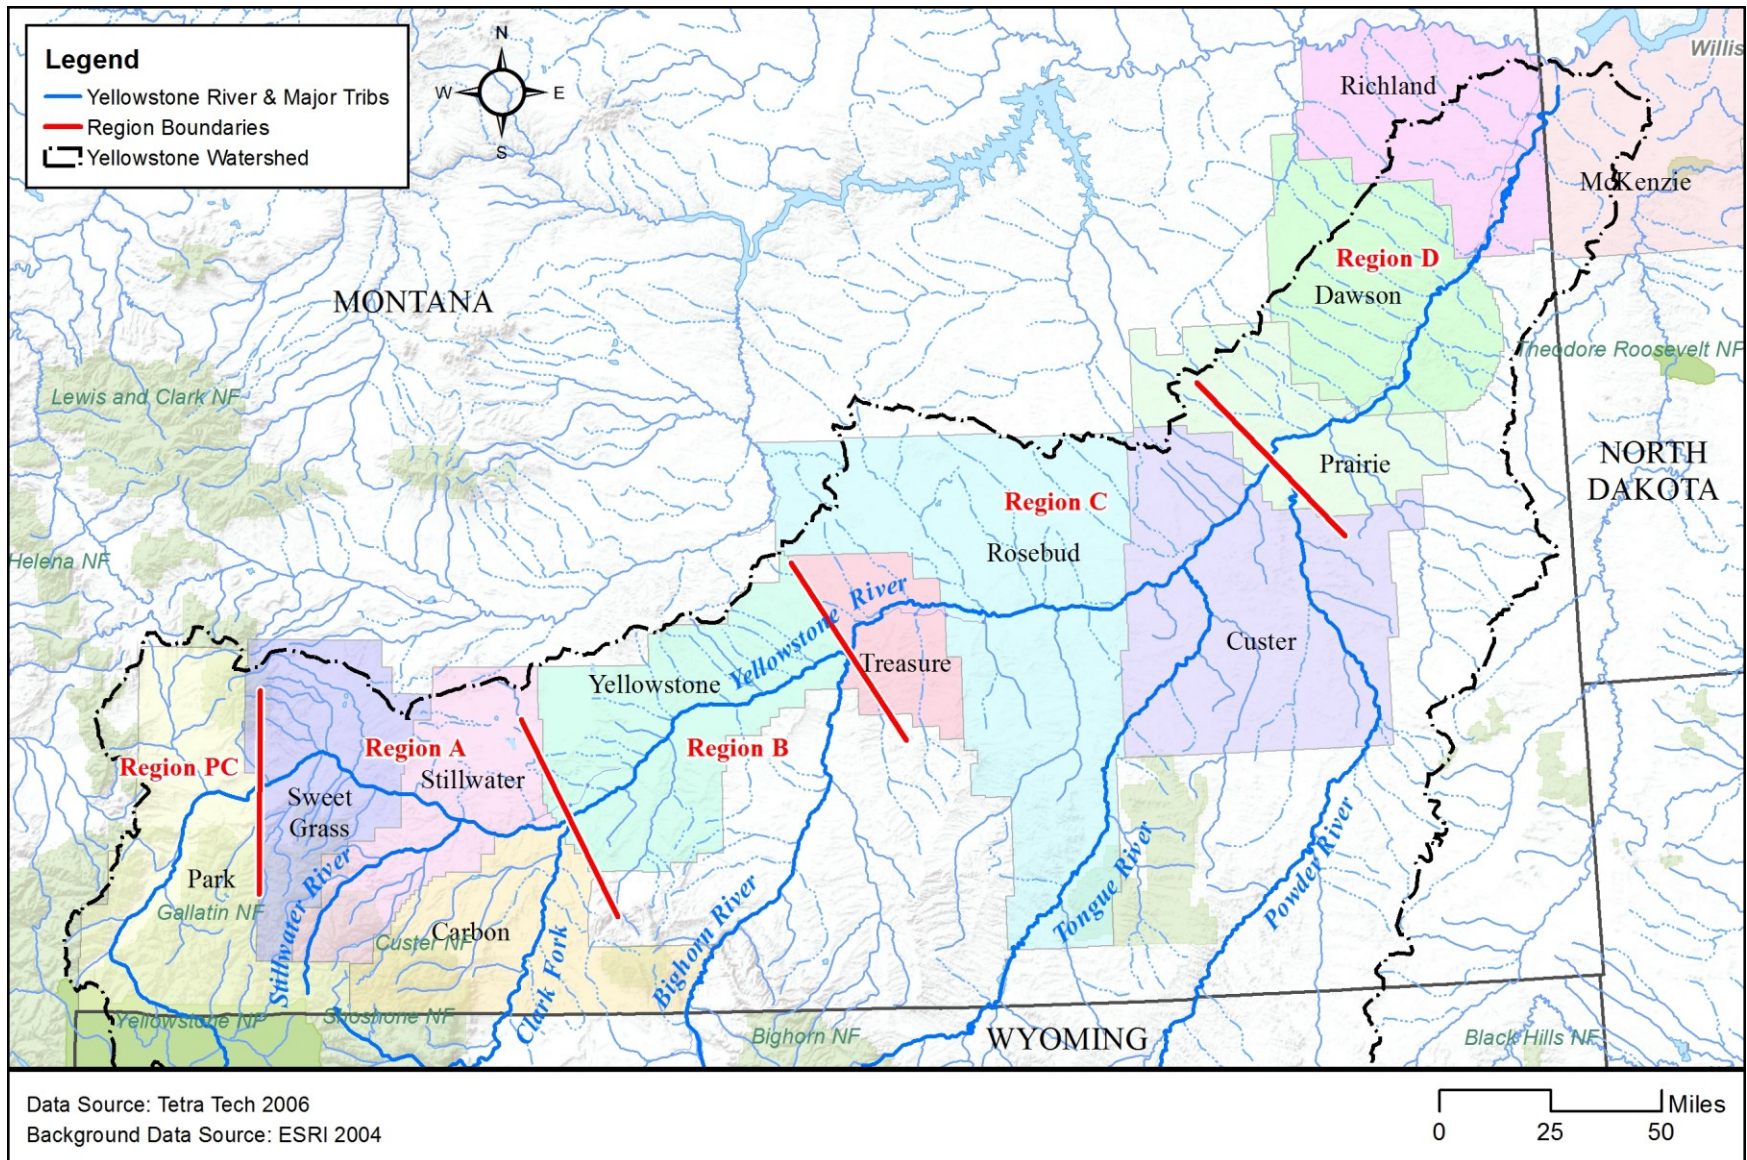 Legend
Yellowstone River & Major Tribs
Region Boundaries
Yellowstone Watershed
N
W
E
S
Willis
Richland
McKenzie
Region D
Dawson
MONTANA
Theodore Roosevelt NF
Lewis and Clark NF
NORTH
DAKOTA
Prairie
Region C
Rosebud
Helena NF
Yellowstone River
Custer
Treasure
Yellowstone
Region A
Region B
Region PC
Stillwater
Sweet
Grass
Park
Gallatin NF
Stillwater River
Carbon
Custer NF
Clark Fork
Bighorn River
Tongue River
Powder River
Yellowstone NP
Shoshone NF
Bighorn NF
WYOMING
Black Hills NF
Data Source: Tetra Tech 2006
Background Data Source: ESRI 2004
Miles
0 25 50